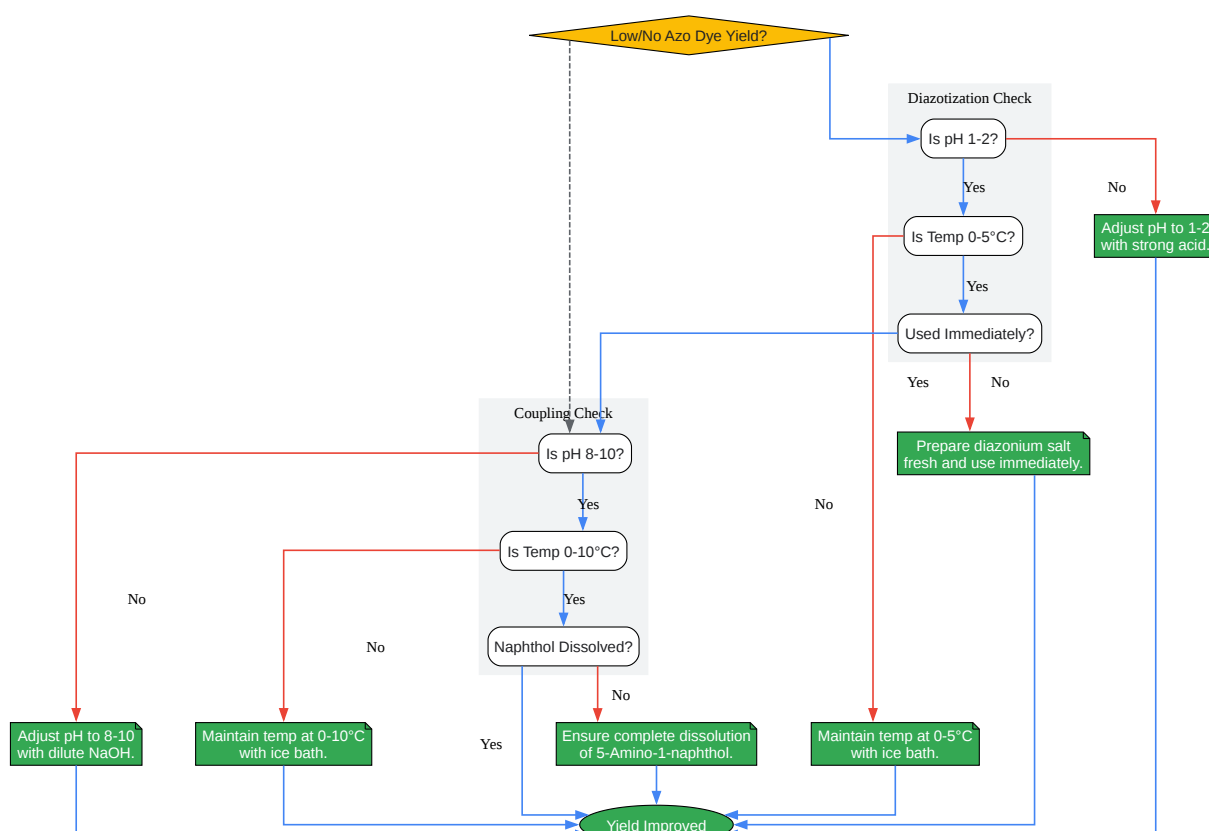 Low/No Azo Dye Yield?
Diazotization Check
Is pH 1-2?
Yes
No
Is Temp 0-5°C?
Adjust pH to 1-2
with strong acid.
Yes
Used Immediately?
Yes
No
Coupling Check
Prepare diazonium salt
fresh and use immediately.
Is pH 8-10?
Yes
No
Is Temp 0-10°C?
No
Yes
No
Naphthol Dissolved?
No
Yes
Adjust pH to 8-10
with dilute NaOH.
Maintain temp at 0-10°C
with ice bath.
Ensure complete dissolution
of 5-Amino-1-naphthol.
Maintain temp at 0-5°C
with ice bath.
Yield Improved